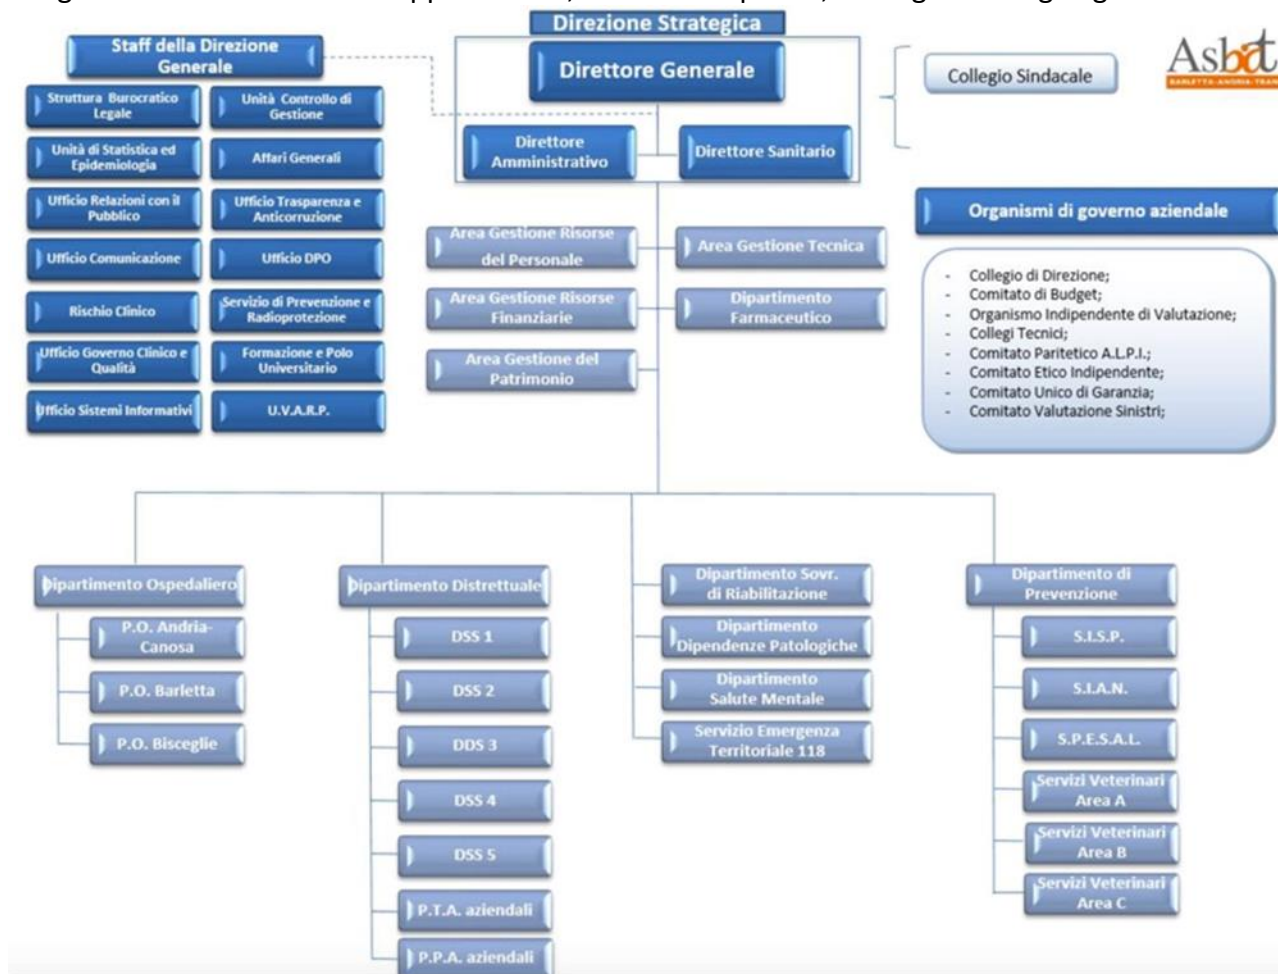 Direzione Strategica
Staff della Direzione
Generale
Direttore Generale
Collegio Sindacale
Asbat
BARLETTA-ANDRIA-TRANI
Struttura Burocratico
Legale
Unità Controllo di
Gestione
Direttore
Amministrativo
Direttore Sanitario
Unità di Statistica ed
Epidemiologia
Affari Generali
Ufficio Relazioni con il
Pubblico
Ufficio Trasparenza e
Anticorruzione
Organismi di governo aziendale
Area Gestione Risorse
del Personale
Area Gestione Tecnica
Ufficio Comunicazione
Ufficio DPO
- Collegio di Direzione;
- Comitato di Budget;
- Organismo Indipendente di Valutazione;
- Collegi Tecnici;
- Comitato Paritetico A.L.P.I.;
- Comitato Etico Indipendente;
- Comitato Unico di Garanzia;
- Comitato Valutazione Sinistri;
Rischio Clinico
Servizio di Prevenzione e
Radioprotezione
Area Gestione Risorse
Finanziarie
Dipartimento
Farmaceutico
Ufficio Governo Clinico e
Qualità
Formazione e Polo
Universitario
Area Gestione del
Patrimonio
Ufficio Sistemi Informativi
U.V.A.R.P.
Dipartimento Ospedaliero
P.O. Andria-
Canosa
P.O. Barletta
P.O. Bisceglie
Dipartimento Distrettuale
DSS 1
DSS 2
DDS 3
DSS 4
DSS 5
P.T.A. aziendali
P.P.A. aziendali
Dipartimento Sovr.
di Riabilitazione
Dipartimento
Dipendenze Patologiche
Dipartimento
Salute Mentale
Servizio Emergenza
Territoriale 118
Dipartimento di
Prevenzione
S.I.S.P.
S.I.A.N.
S.P.E.S.A.L.
Servizi Veterinari
Area A
Servizi Veterinari
Area B
Servizi Veterinari
Area C